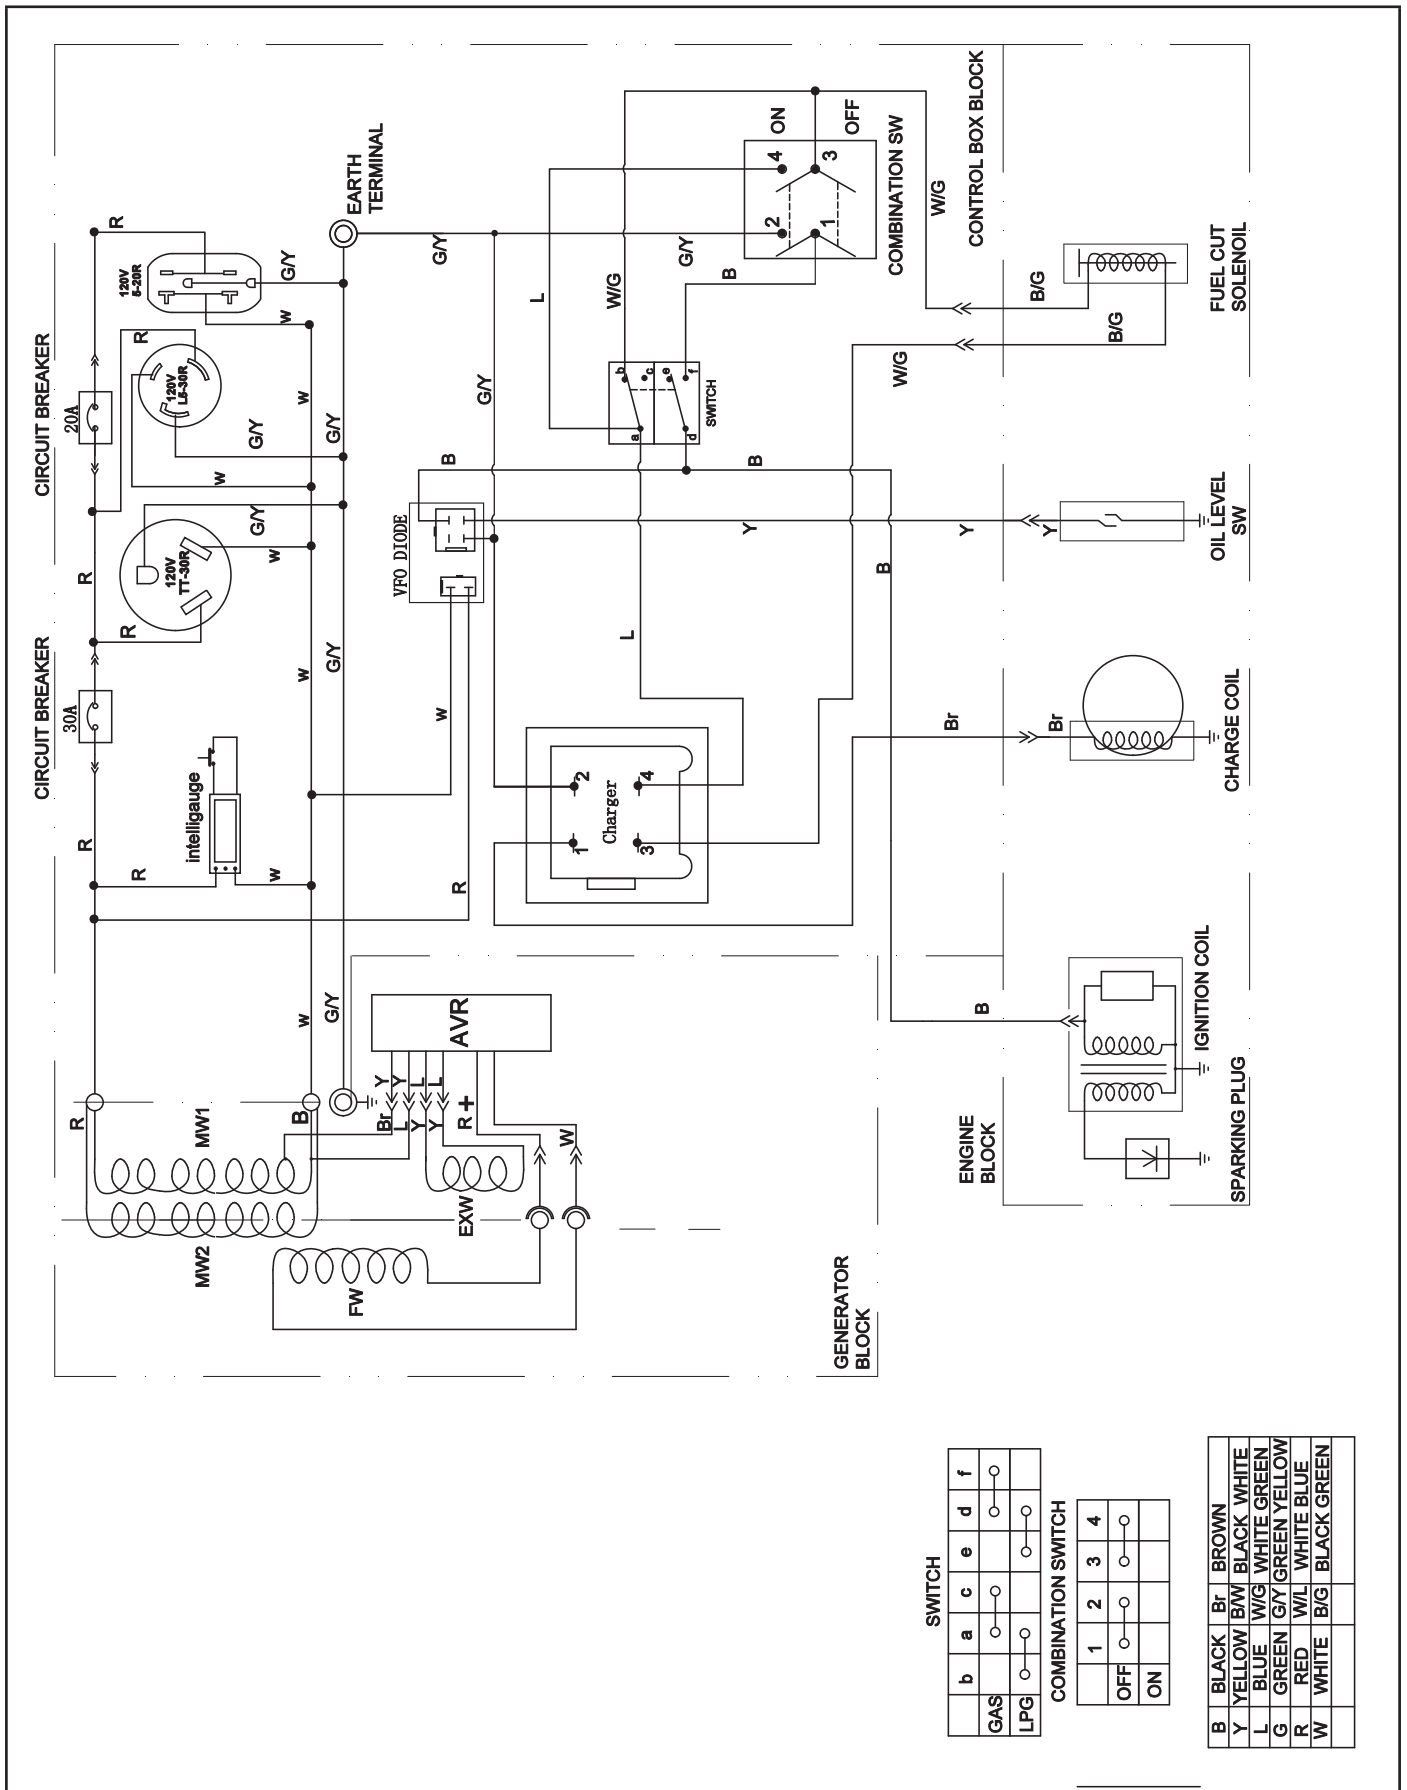 CIRCUIT BREAKER
30A
CIRCUIT BREAKER
20A
R
R
R
R
R
R
R
R
120V
5-20R
120V
L5-30R
120V
TT-30R
intelligauge
G/Y
G/Y
G/Y
G/Y
G/Y
G/Y
G/Y
G/Y
G/Y
G/Y
W
W
W
W
W
W
W
W
W
EARTH
TERMINAL
VFO DIODE
B
B
B
B
B
Y
Y
Y
L
L
R
Charger
1
2
3
4
SWITCH
a
b
c
d
e
f
W/G
W/G
W/G
ON
OFF
1
2
3
4
COMBINATION SW
CONTROL BOX BLOCK
B/G
B/G
FUEL CUT
SOLENOIL
OIL LEVEL
SW
Br
Br
CHARGE COIL
IGNITION COIL
SPARKING PLUG
ENGINE
BLOCK
GENERATOR
BLOCK
AVR
Y
Y
L
L
Br
L
Y
Y
R +
W
B
MW1
MW2
EXW
FW
SWITCH
b a c e d f
GAS
LPG
COMBINATION SWITCH
1 2 3 4
OFF
ON
B BLACK Br BROWN
Y YELLOW B/W BLACK WHITE
L BLUE W/G WHITE GREEN
G GREEN G/Y GREEN YELLOW
R RED W/L WHITE BLUE
W WHITE B/G BLACK GREEN